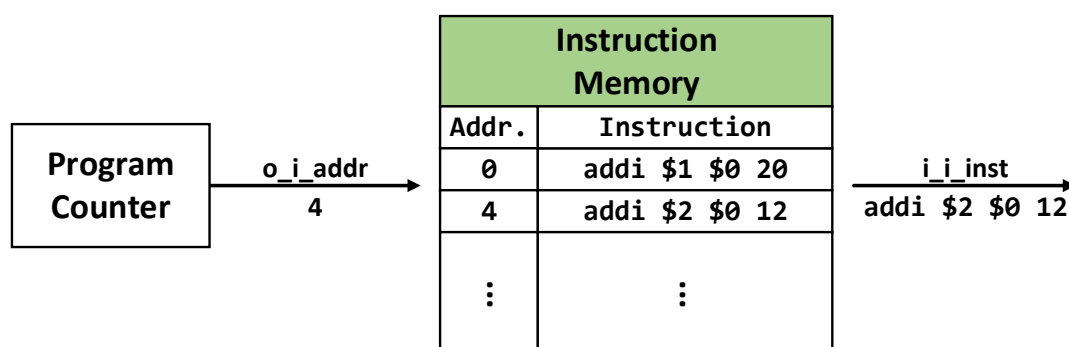 Instruction
Memory
Addr. Instruction
Program
Counter
o_i_addr
4
0 addi $1 $0 20
4 addi $2 $0 12
⋮ ⋮
i_i_inst
addi $2 $0 12